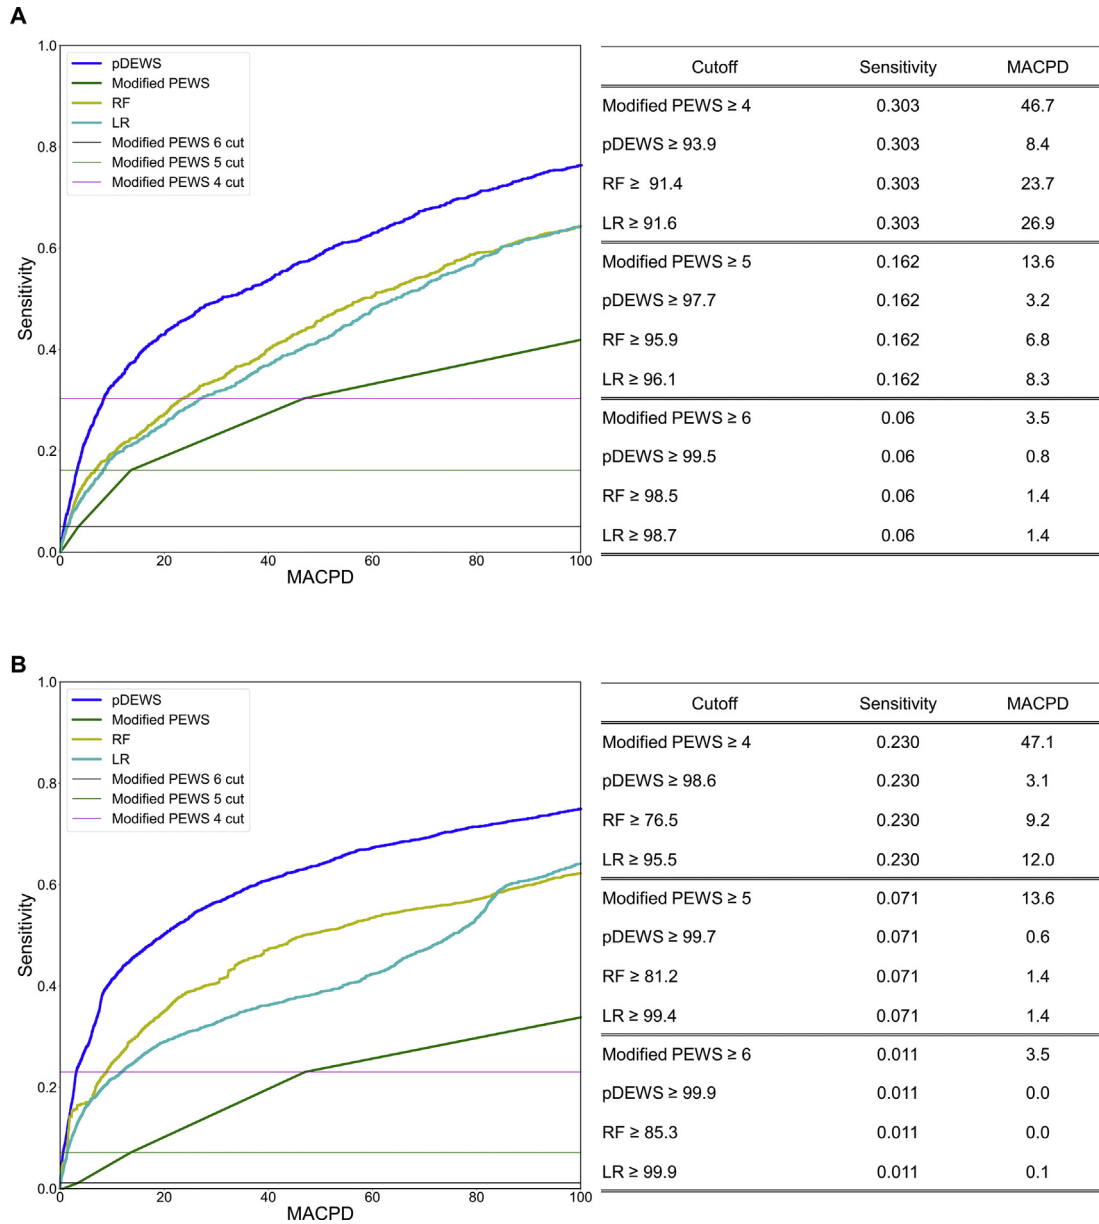 A
1.0
0.8
0.6
0.4
0.2
0.0
Sensitivity
pDEWS
Modified PEWS
RF
LR
Modified PEWS 6 cut
Modified PEWS 5 cut
Modified PEWS 4 cut
0 20 40 60 80 100
MACPD
Cutoff Sensitivity MACPD
Modified PEWS ≥ 4 0.303 46.7
pDEWS ≥ 93.9 0.303 8.4
RF ≥ 91.4 0.303 23.7
LR ≥ 91.6 0.303 26.9
Modified PEWS ≥ 5 0.162 13.6
pDEWS ≥ 97.7 0.162 3.2
RF ≥ 95.9 0.162 6.8
LR ≥ 96.1 0.162 8.3
Modified PEWS ≥ 6 0.06 3.5
pDEWS ≥ 99.5 0.06 0.8
RF ≥ 98.5 0.06 1.4
LR ≥ 98.7 0.06 1.4
B
1.0
0.8
0.6
0.4
0.2
0.0
Sensitivity
pDEWS
Modified PEWS
RF
LR
Modified PEWS 6 cut
Modified PEWS 5 cut
Modified PEWS 4 cut
0 20 40 60 80 100
MACPD
Cutoff Sensitivity MACPD
Modified PEWS ≥ 4 0.230 47.1
pDEWS ≥ 98.6 0.230 3.1
RF ≥ 76.5 0.230 9.2
LR ≥ 95.5 0.230 12.0
Modified PEWS ≥ 5 0.071 13.6
pDEWS ≥ 99.7 0.071 0.6
RF ≥ 81.2 0.071 1.4
LR ≥ 99.4 0.071 1.4
Modified PEWS ≥ 6 0.011 3.5
pDEWS ≥ 99.9 0.011 0.0
RF ≥ 85.3 0.011 0.0
LR ≥ 99.9 0.011 0.1